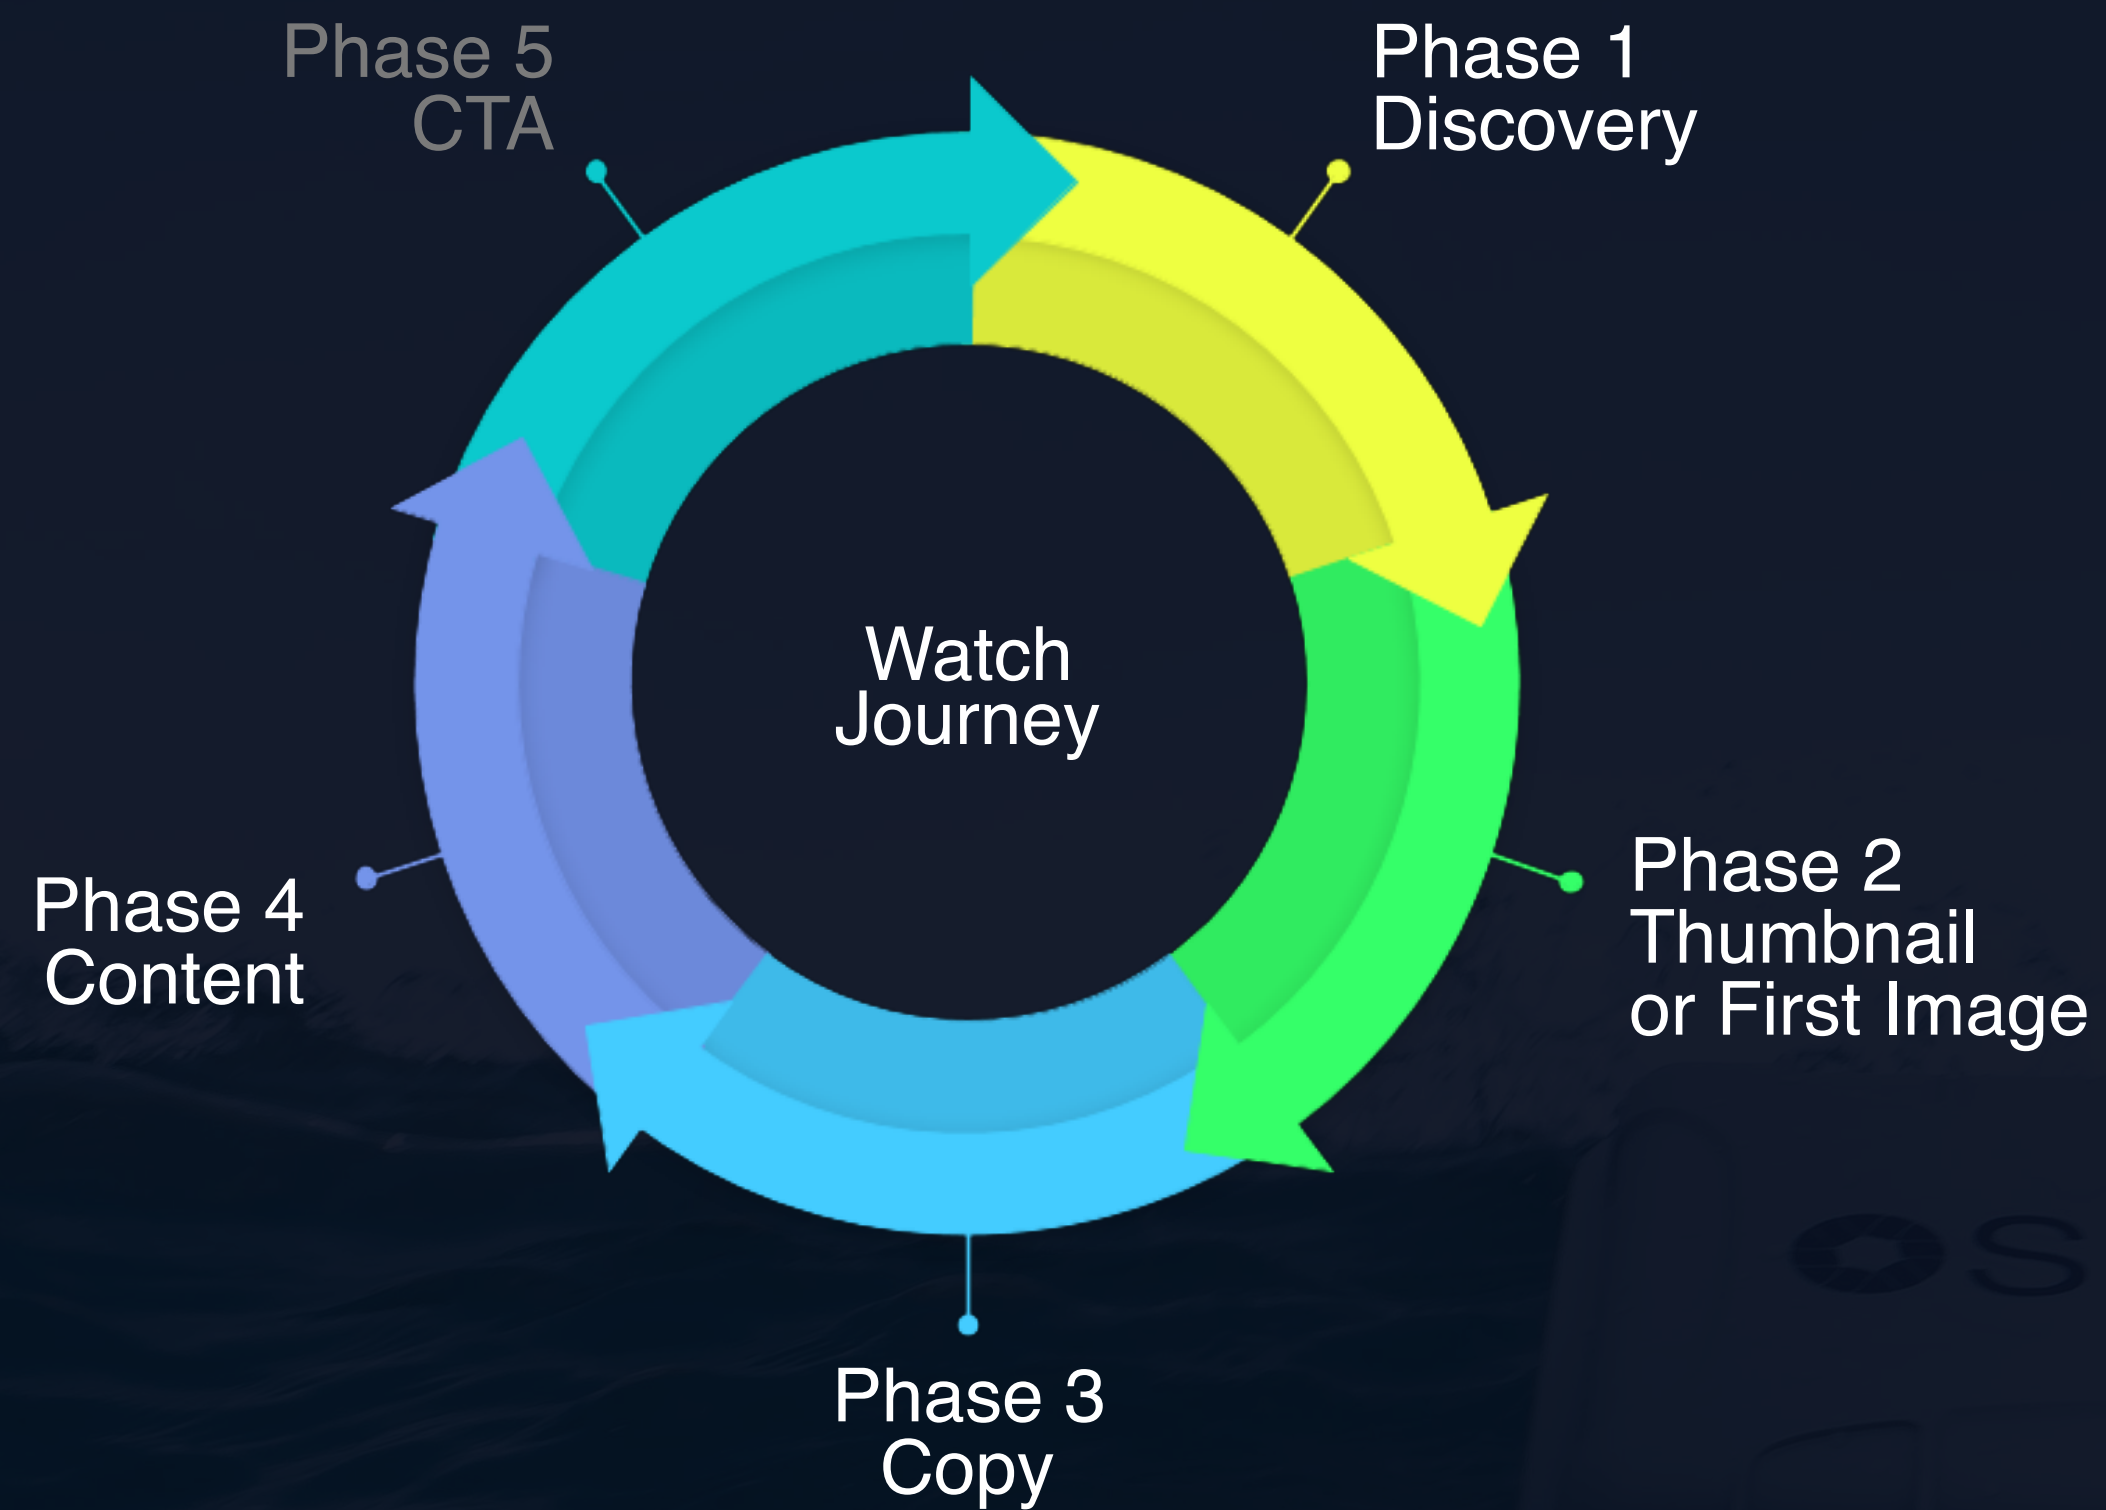 Phase 5
CTA
Phase 1
Discovery
Watch
Journey
Phase 2
Thumbnail
or First Image
Phase 4
Content
Phase 3
Copy
S